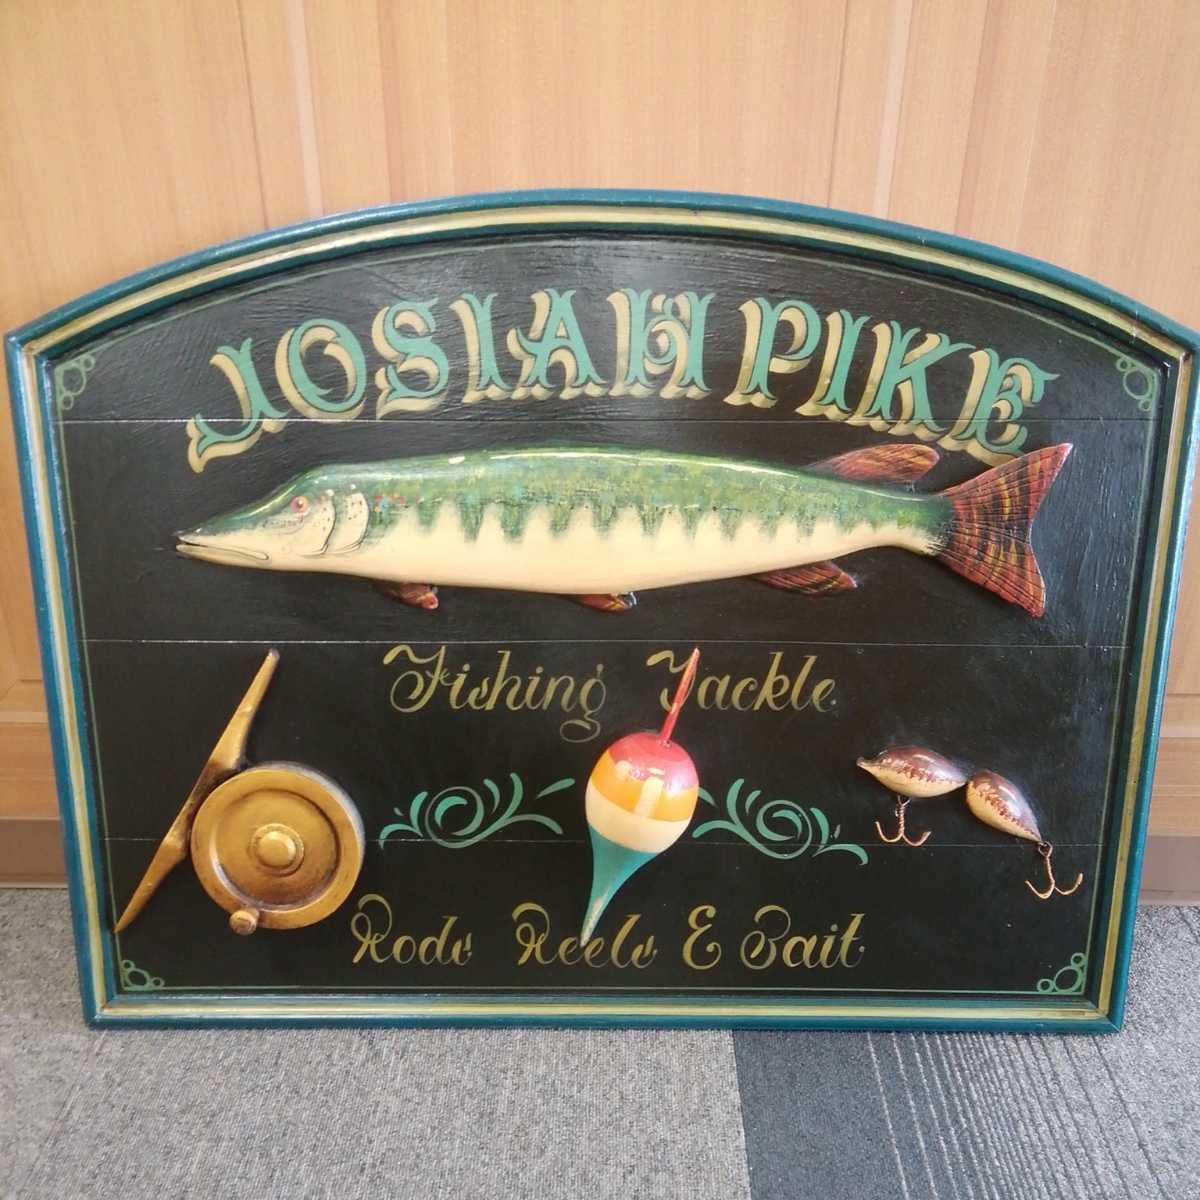 JOSIAH PIKE
Fishing Tackle
Rods Reels & Bait